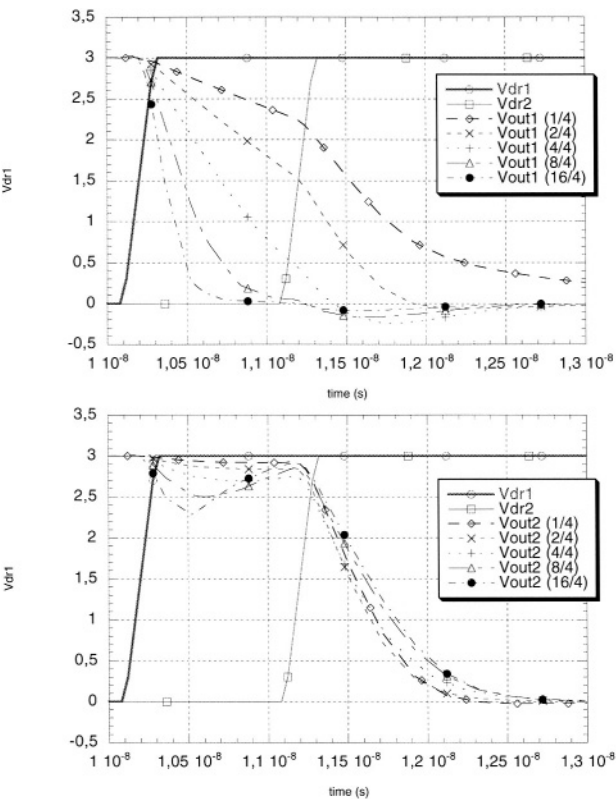 3,5
3
2,5
2
1,5
1
0,5
0
-0,5
Vdr1
Vdr1
Vdr2
Vout1 (1/4)
Vout1 (2/4)
Vout1 (4/4)
Vout1 (8/4)
Vout1 (16/4)
1 10-8 1,05 10-8 1,1 10-8 1,15 10-8 1,2 10-8 1,25 10-8 1,3 10-8
time (s)
3,5
3
2,5
2
1,5
1
0,5
0
-0,5
Vdr1
Vdr1
Vdr2
Vout2 (1/4)
Vout2 (2/4)
Vout2 (4/4)
Vout2 (8/4)
Vout2 (16/4)
1 10-8 1,05 10-8 1,1 10-8 1,15 10-8 1,2 10-8 1,25 10-8 1,3 10-8
time (s)